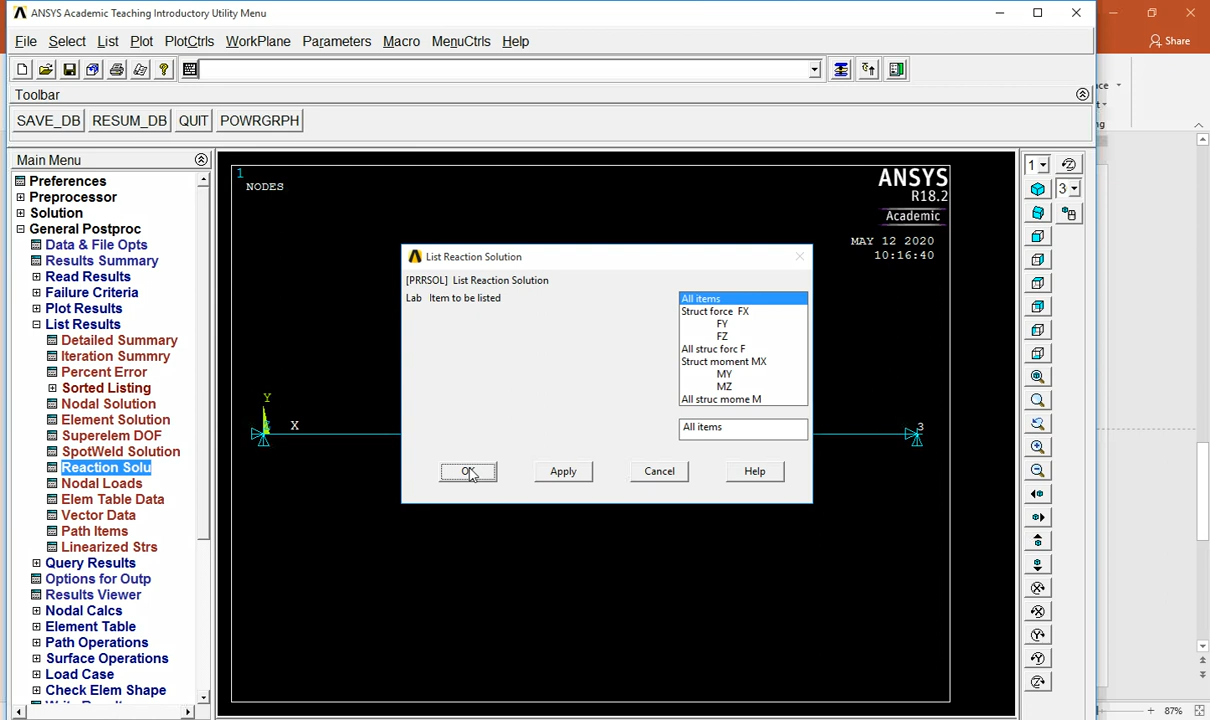 ANSYS Academic Teaching Introductory Utility Menu
Share
File Select List Plot PlotCtrls WorkPlane Parameters Macro MenuCtrls Help
Toolbar
SAVE_DB RESUM_DB QUIT POWRGRPH
Main Menu
Preferences
Preprocessor
Solution
General Postproc
Data & File Opts
Results Summary
Read Results
Failure Criteria
Plot Results
List Results
Detailed Summary
Iteration Summry
Percent Error
Sorted Listing
Nodal Solution
Element Solution
Superelem DOF
SpotWeld Solution
Reaction Solu
Nodal Loads
Elem Table Data
Vector Data
Path Items
Linearized Strs
Query Results
Options for Outp
Results Viewer
Nodal Calcs
Element Table
Path Operations
Surface Operations
Load Case
Check Elem Shape
1
NODES
ANSYS
R18.2
Academic
MAY 12 2020
10:16:40
Y
X
3
List Reaction Solution
[PRRSOL] List Reaction Solution
Lab Item to be listed
All items
Struct force FX
FY
FZ
All struc forc F
Struct moment MX
MY
MZ
All struc mome M
All items
OK Apply Cancel Help
1
3
87%